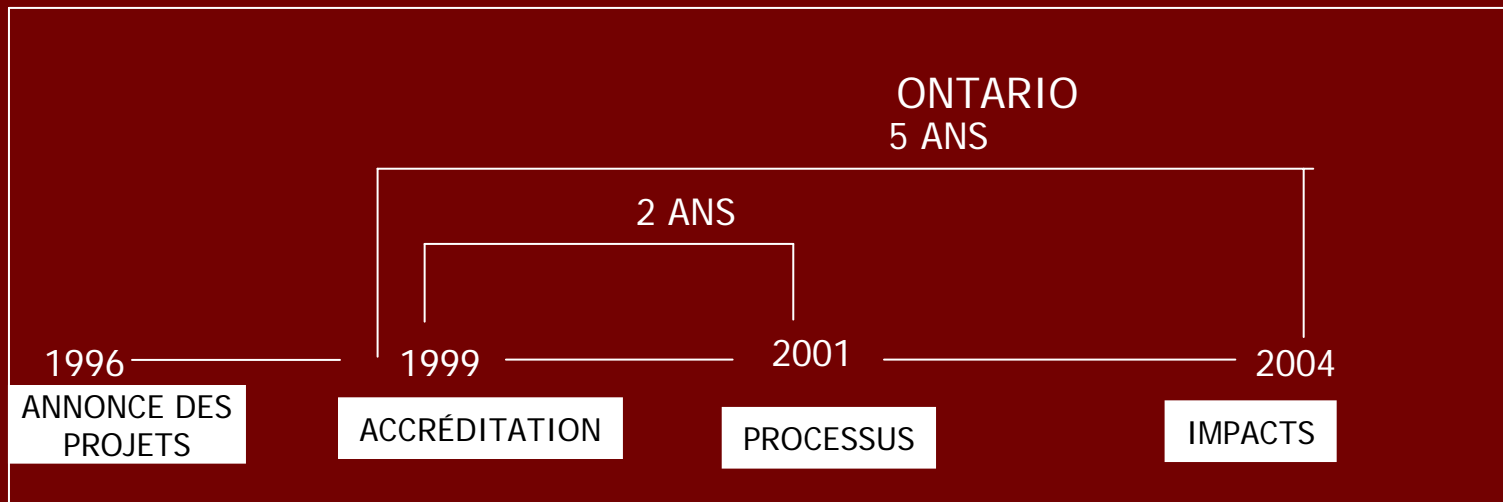 ONTARIO
5 ANS
2 ANS
1996
1999
2001
2004
ANNONCE DES
PROJETS
ACCRÉDITATION
PROCESSUS
IMPACTS